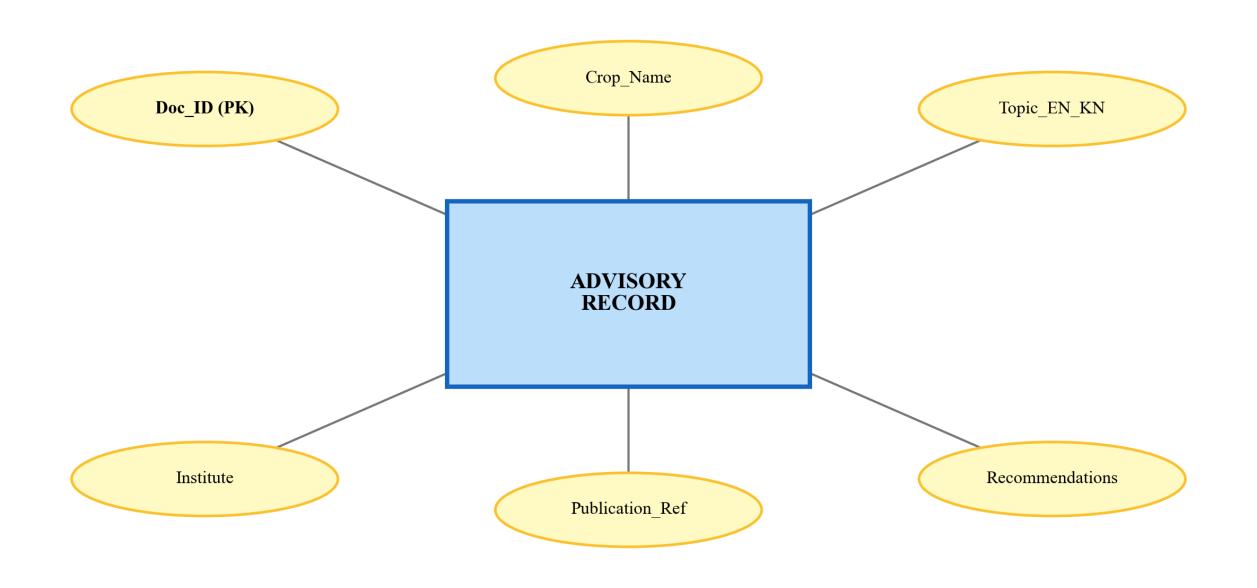 Crop_Name
Doc_ID (PK)
Topic_EN_KN
ADVISORY
RECORD
Institute
Recommendations
Publication_Ref